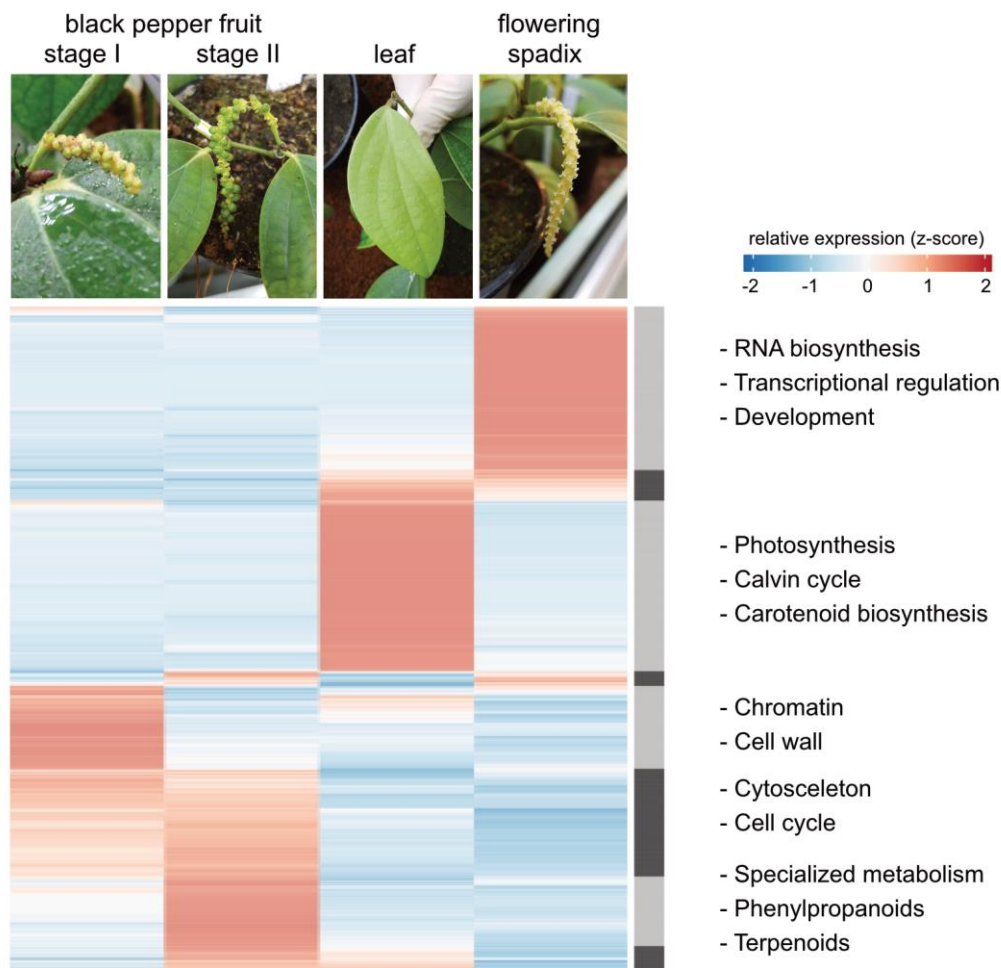 black pepper fruit
stage I
stage II
leaf
flowering
spadix
relative expression (z-score)
-2 -1 0 1 2
- RNA biosynthesis
- Transcriptional regulation
- Development
- Photosynthesis
- Calvin cycle
- Carotenoid biosynthesis
- Chromatin
- Cell wall
- Cytosceleton
- Cell cycle
- Specialized metabolism
- Phenylpropanoids
- Terpenoids